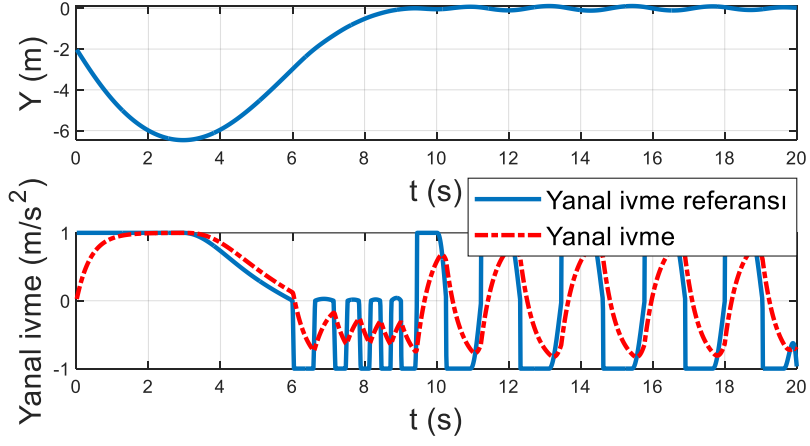 Y (m)
0
-2
-4
-6
0 2 4 6 8 10 12 14 16 18 20
t (s)
Yanal ivme referansı
Yanal ivme
Yanal ivme (m/s²)
1
0
-1
0 2 4 6 8 10 12 14 16 18 20
t (s)